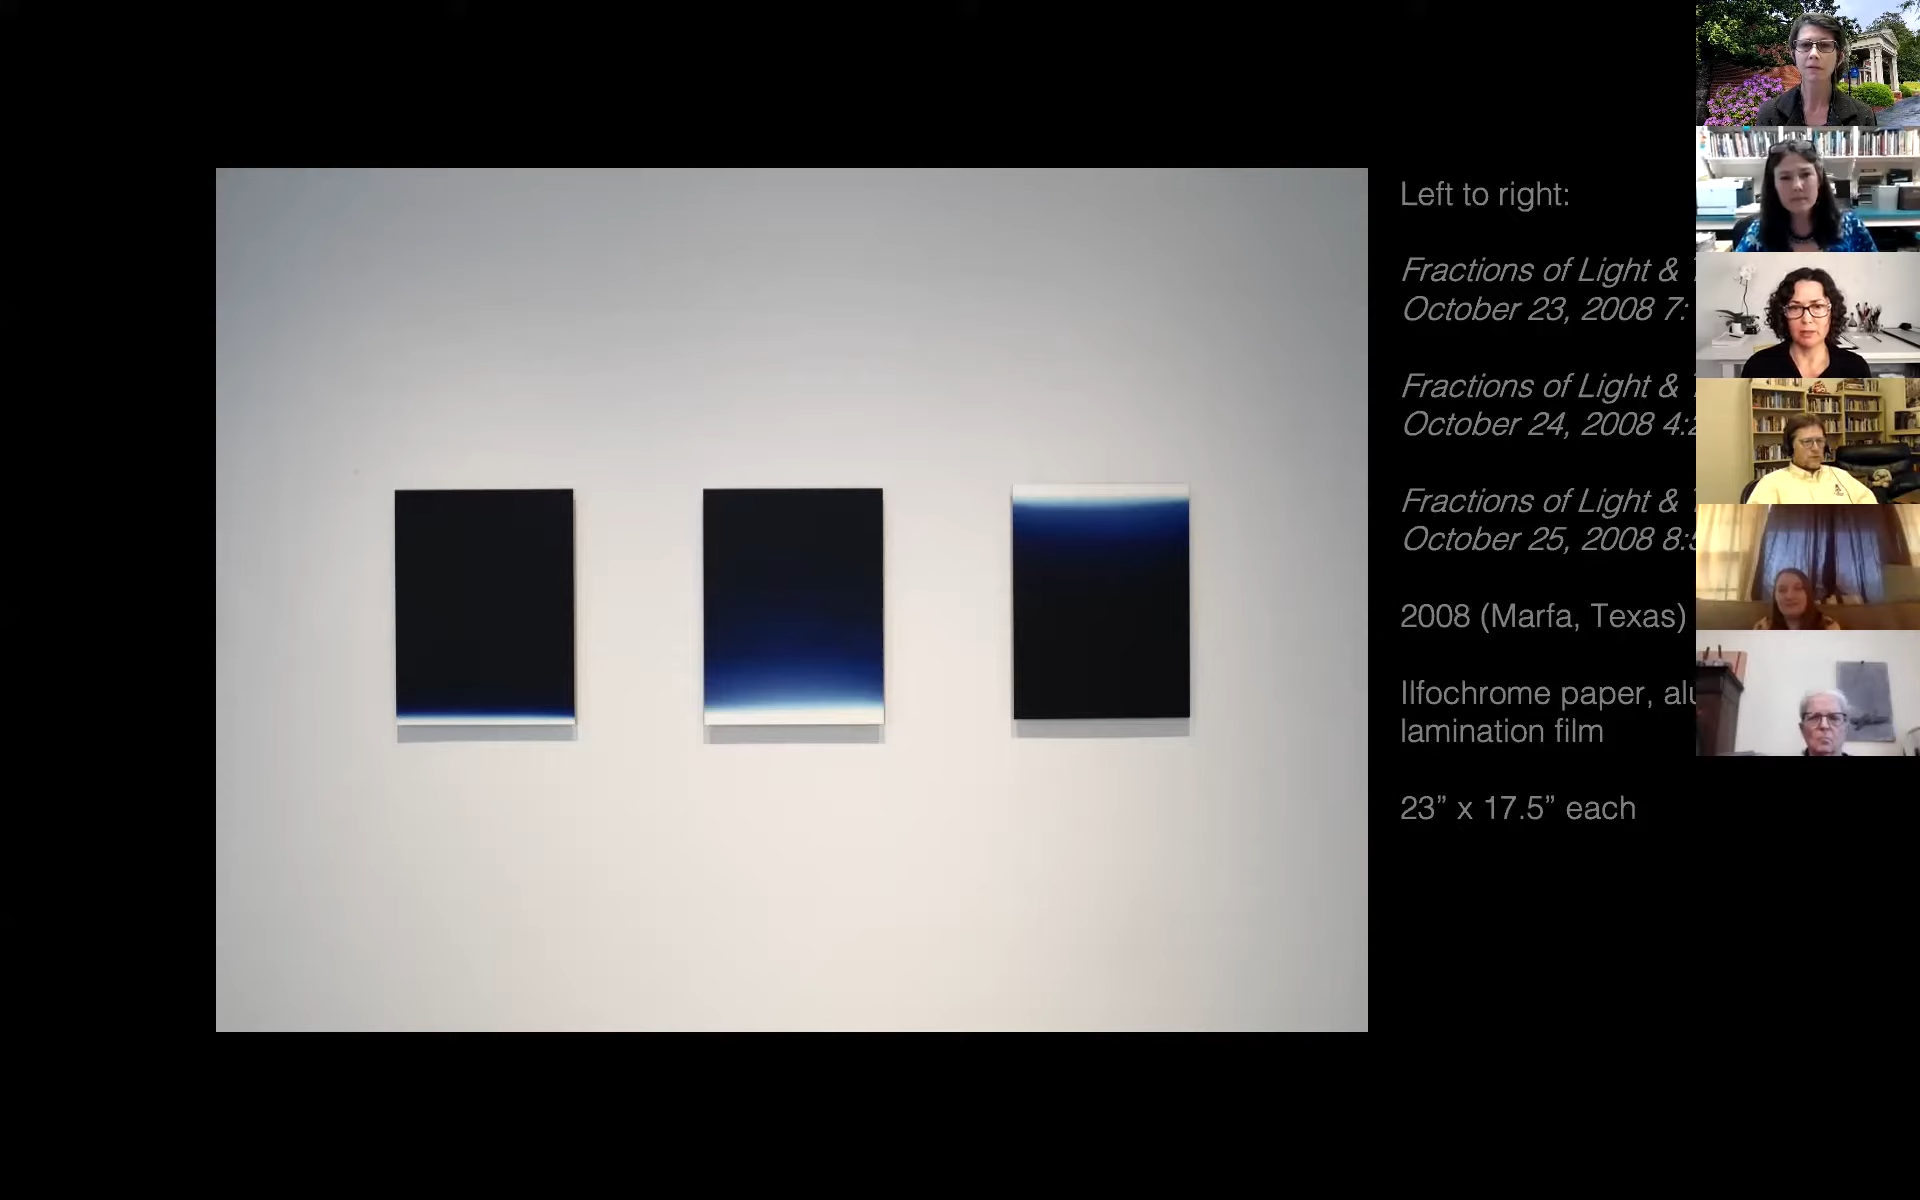 Left to right:
Fractions of Light &
October 23, 2008 7:
Fractions of Light &
October 24, 2008 4:
Fractions of Light &
October 25, 2008 8:
2008 (Marfa, Texas)
Ilfochrome paper,
lamination film
23” x 17.5” each